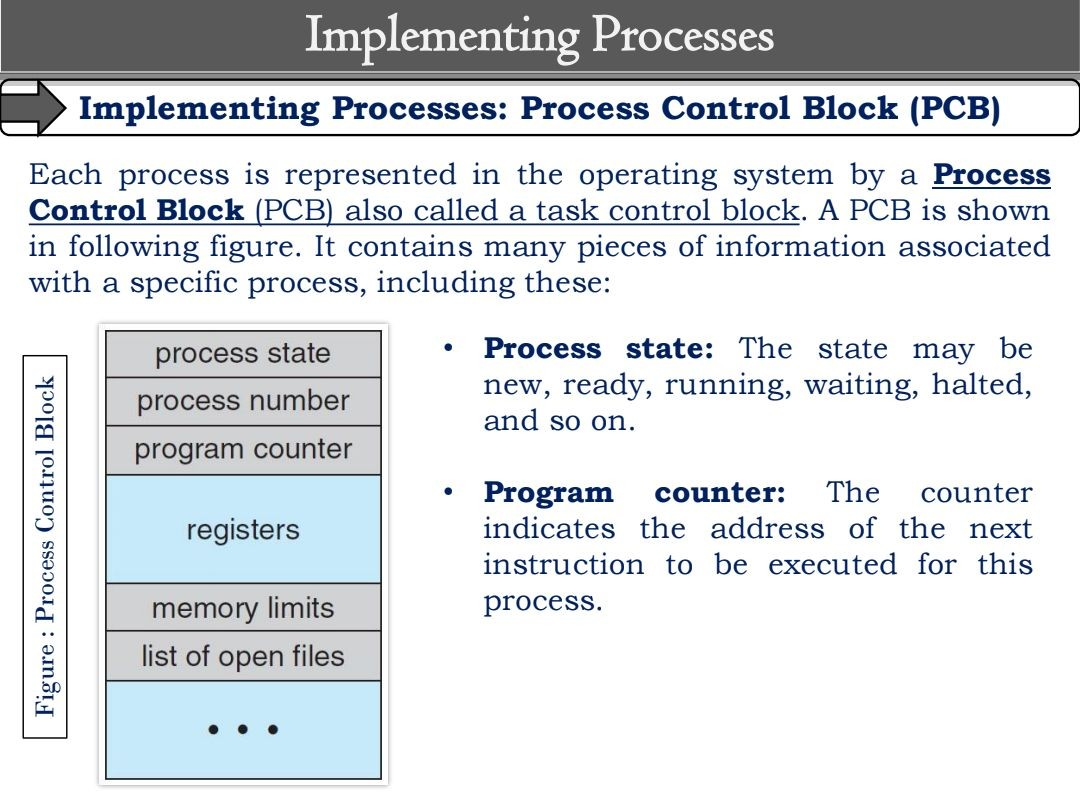 Implementing Processes
Implementing Processes: Process Control Block (PCB)
Each process is represented in the operating system by a Process
Control Block (PCB) also called a task control block. A PCB is shown
in following figure. It contains many pieces of information associated
with a specific process, including these:
Figure : Process Control Block
process state
process number
program counter
registers
memory limits
list of open files
• • •
• Process state: The state may be
new, ready, running, waiting, halted,
and so on.
• Program counter: The counter
indicates the address of the next
instruction to be executed for this
process.